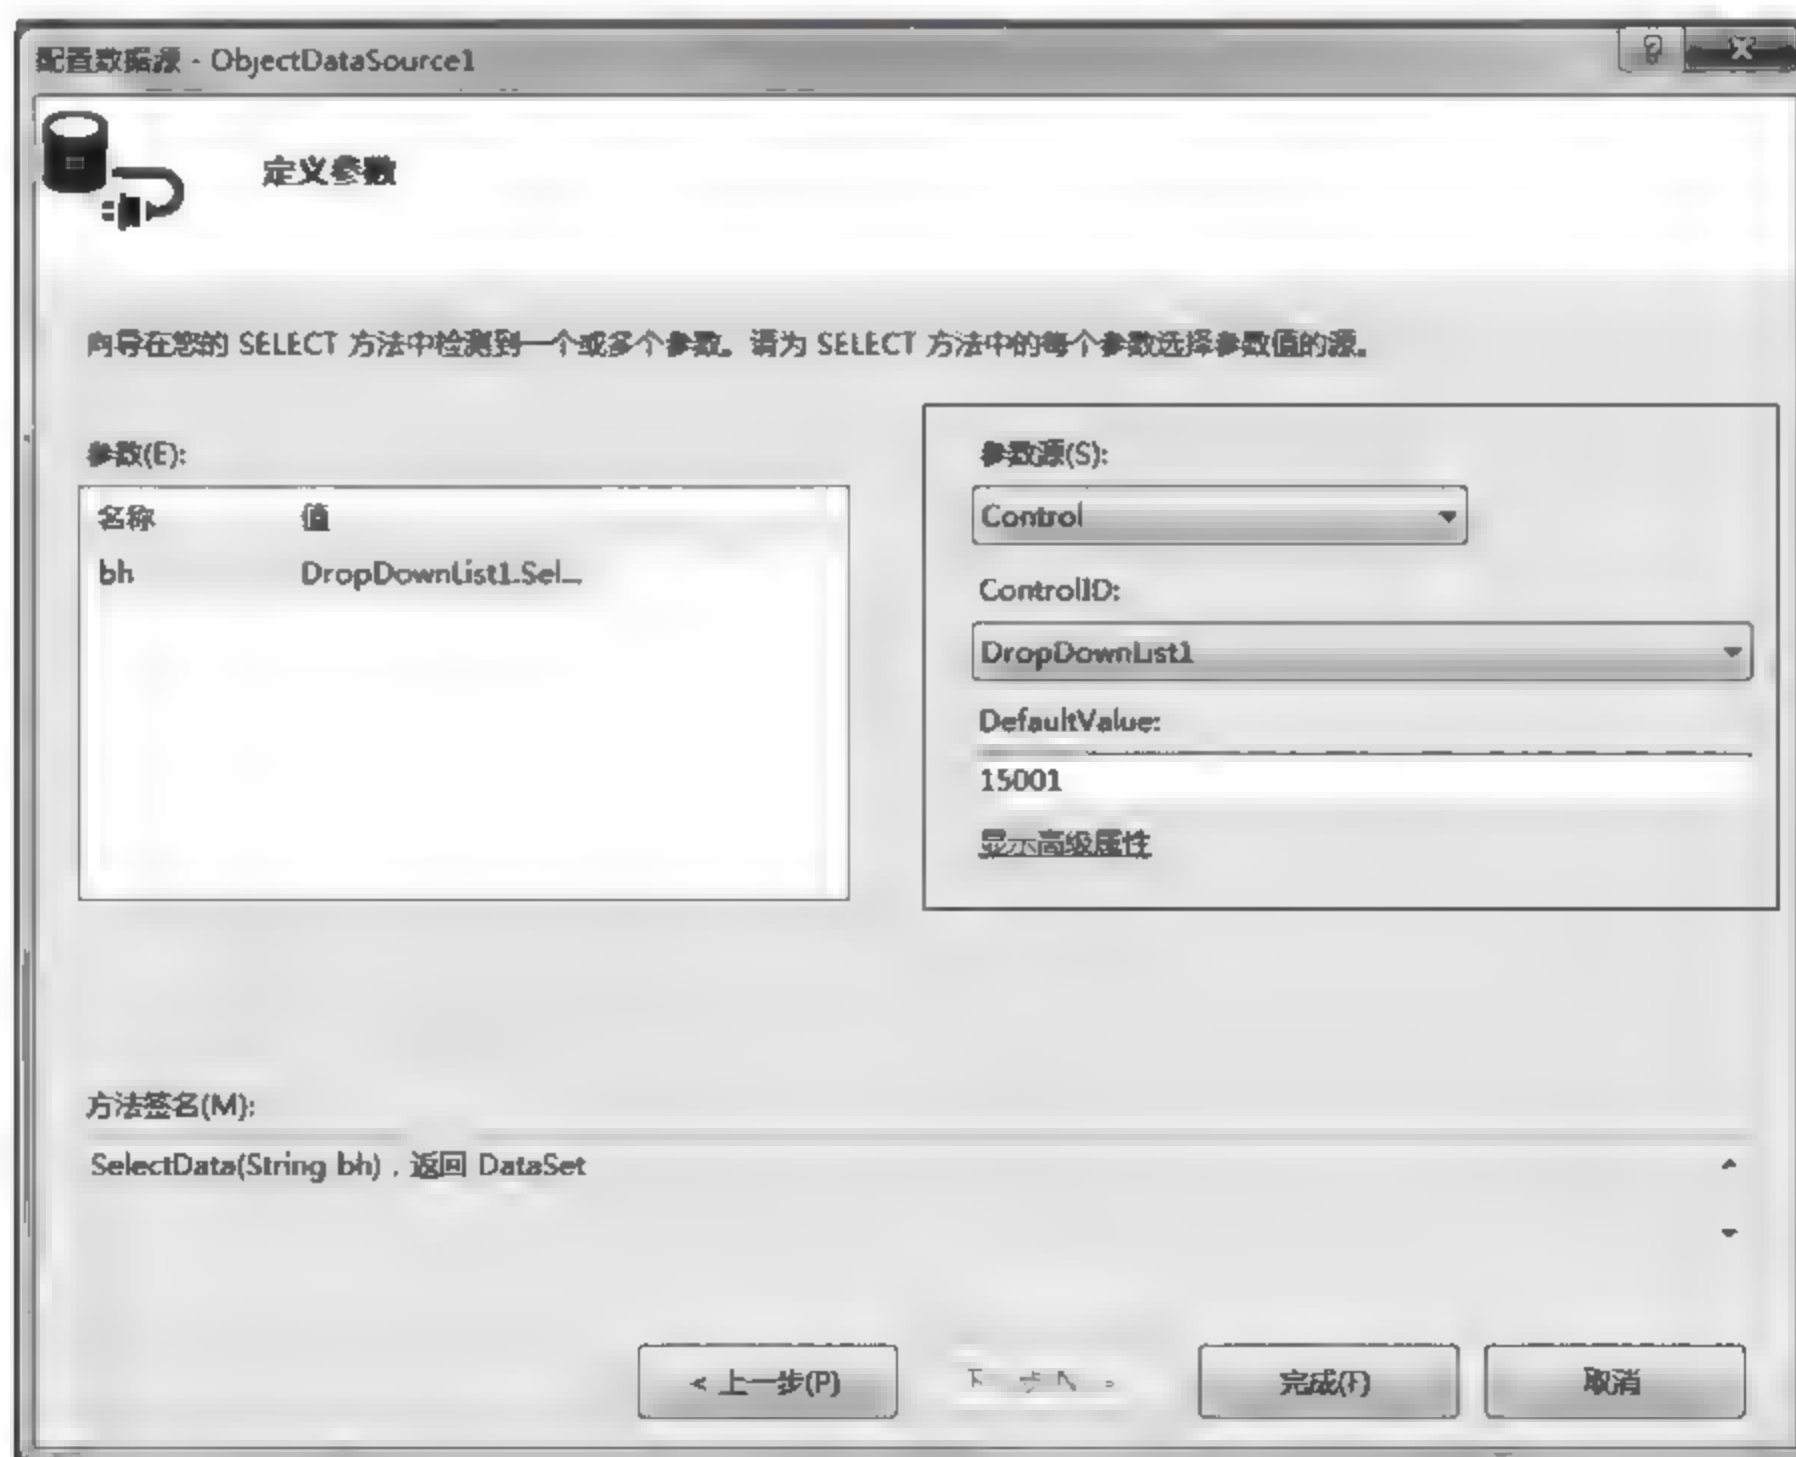 配置数据源 - ObjectDataSource1
定义参数
向导在您的 SELECT 方法中检测到一个或多个参数。请为 SELECT 方法中的每个参数选择参数值的源。
参数(E):
名称 值
bh DropDownList1.Sel...
参数源(S):
Control
ControlID:
DropDownList1
DefaultValue:
15001
显示高级属性
方法签名(M):
SelectData(String bh) , 返回 DataSet
< 上一步(P)
下一步(N) >
完成(F)
取消